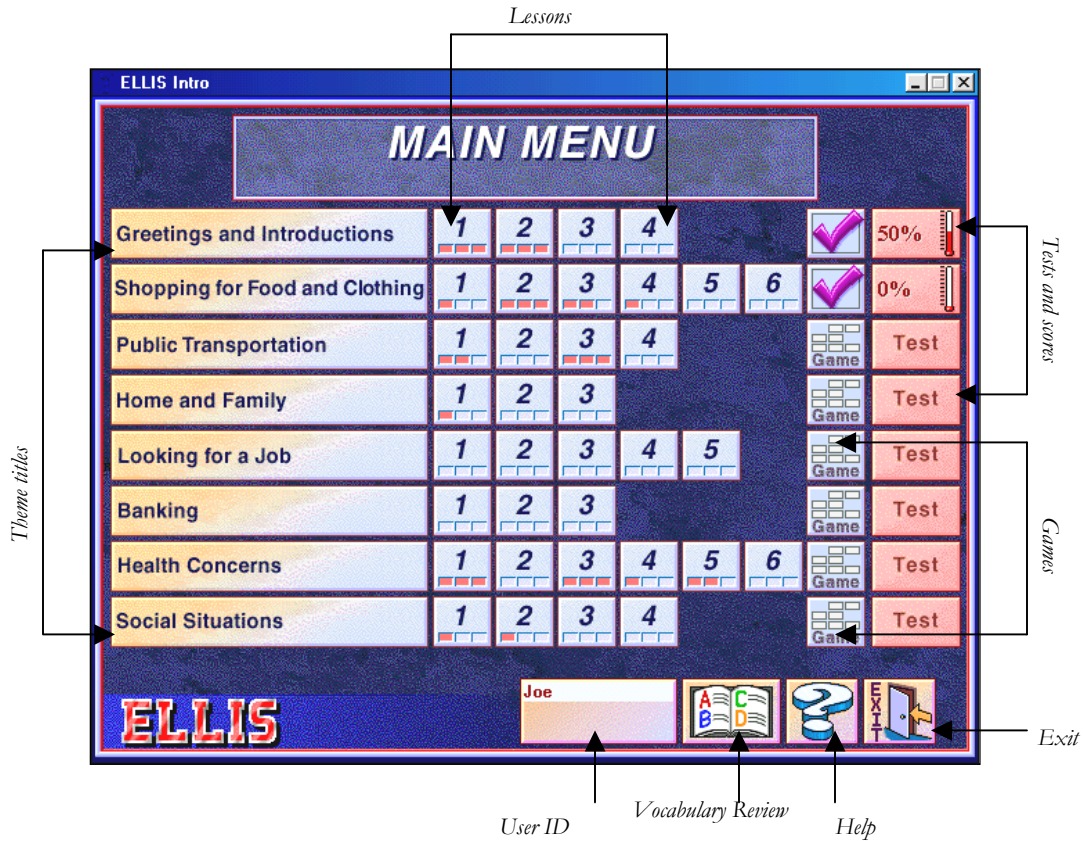 Lessons
ELLIS Intro
MAIN MENU
Greetings and Introductions 1 2 3 4 50%
Shopping for Food and Clothing 1 2 3 4 5 6 0%
Public Transportation 1 2 3 4 Game Test
Home and Family 1 2 3 Game Test
Looking for a Job 1 2 3 4 5 Game Test
Banking 1 2 3 Game Test
Health Concerns 1 2 3 4 5 6 Game Test
Social Situations 1 2 3 4 Game Test
Theme titles
Tests and scores
Games
ELLIS
Joe
A B C D
EXIT
Exit
User ID
Vocabulary Review
Help